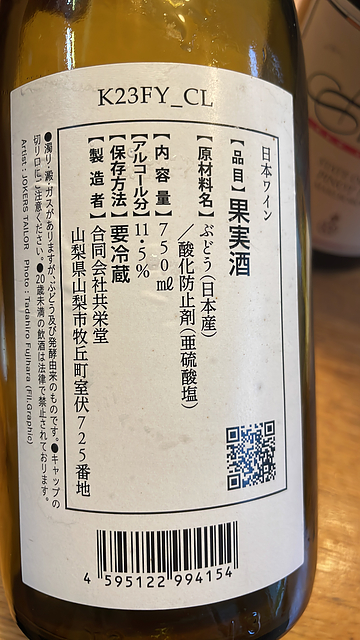 K23FY_CL
日本ワイン
【品目】果実酒
【原材料名】ぶどう(日本産)
/酸化防止剤(亜硫酸塩)
【内容量】750㎖
【アルコール分】11.5%
【保存方法】要冷蔵
【製造者】合同会社共栄堂
山梨県山梨市牧丘町室伏725番地
●濁り・澱・ガスがありますが、ぶどう及び発酵由来のものです。●キャップの
切り口にご注意ください。●20歳未満の飲酒は法律で禁止されております。
Artist : JOKERS TAILOR Photo : Tadahiro Fujihara (Fil.Graphic)
4 595122 994154